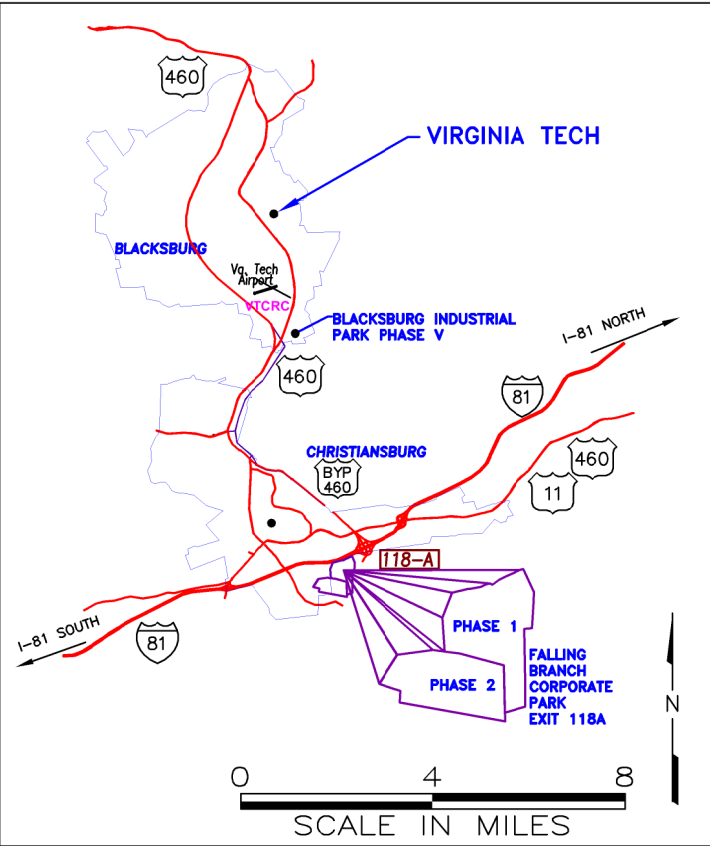 460
VIRGINIA TECH
BLACKSBURG
Va. Tech
Airport
VTCRC
BLACKSBURG INDUSTRIAL
PARK PHASE V
I-81 NORTH
460
81
CHRISTIANSBURG
BYP
460
460
11
118-A
I-81 SOUTH
81
PHASE 1
PHASE 2
FALLING
BRANCH
CORPORATE
PARK
EXIT 118A
N
0 4 8
SCALE IN MILES